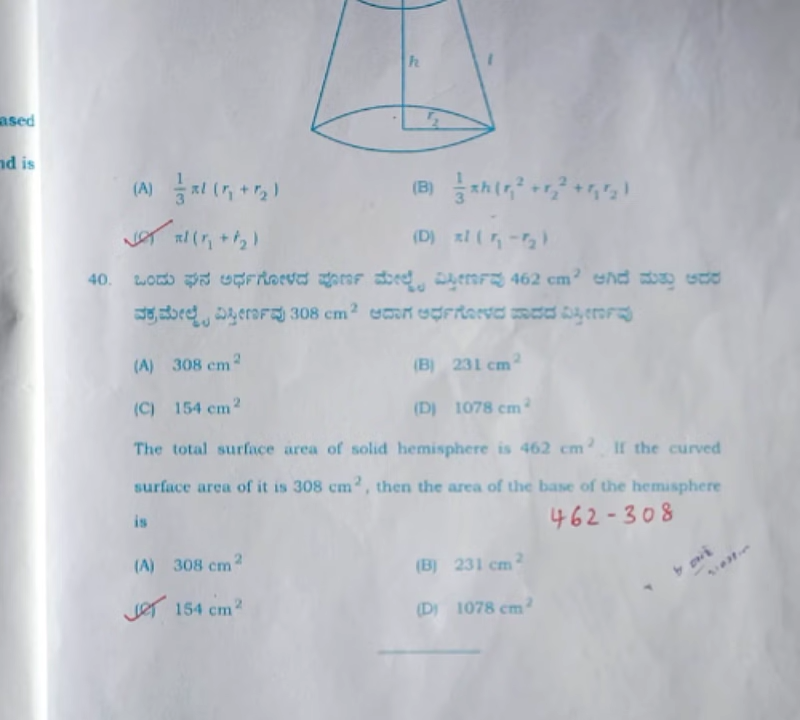 ased
nd is
h
l
r₂
(A) 1/3 πl (r₁ + r₂)
(B) 1/3 πh (r₁² + r₂² + r₁r₂)
(C) πl (r₁ + r₂)
(D) πl ( r₁ − r₂ )
40. ಒಂದು ಘನ ಅರ್ಧಗೋಳದ ಪೂರ್ಣ ಮೇಲ್ಮೈ ವಿಸ್ತೀರ್ಣವು 462 cm² ಆಗಿದೆ ಮತ್ತು ಅದರ
ವಕ್ರಮೇಲ್ಮೈ ವಿಸ್ತೀರ್ಣವು 308 cm² ಆದಾಗ ಅರ್ಧಗೋಳದ ಪಾದದ ವಿಸ್ತೀರ್ಣವು
(A) 308 cm²
(B) 231 cm²
(C) 154 cm²
(D) 1078 cm²
The total surface area of solid hemisphere is 462 cm². If the curved
surface area of it is 308 cm², then the area of the base of the hemisphere
is
462 - 308
(A) 308 cm²
(B) 231 cm²
(C) 154 cm²
(D) 1078 cm²